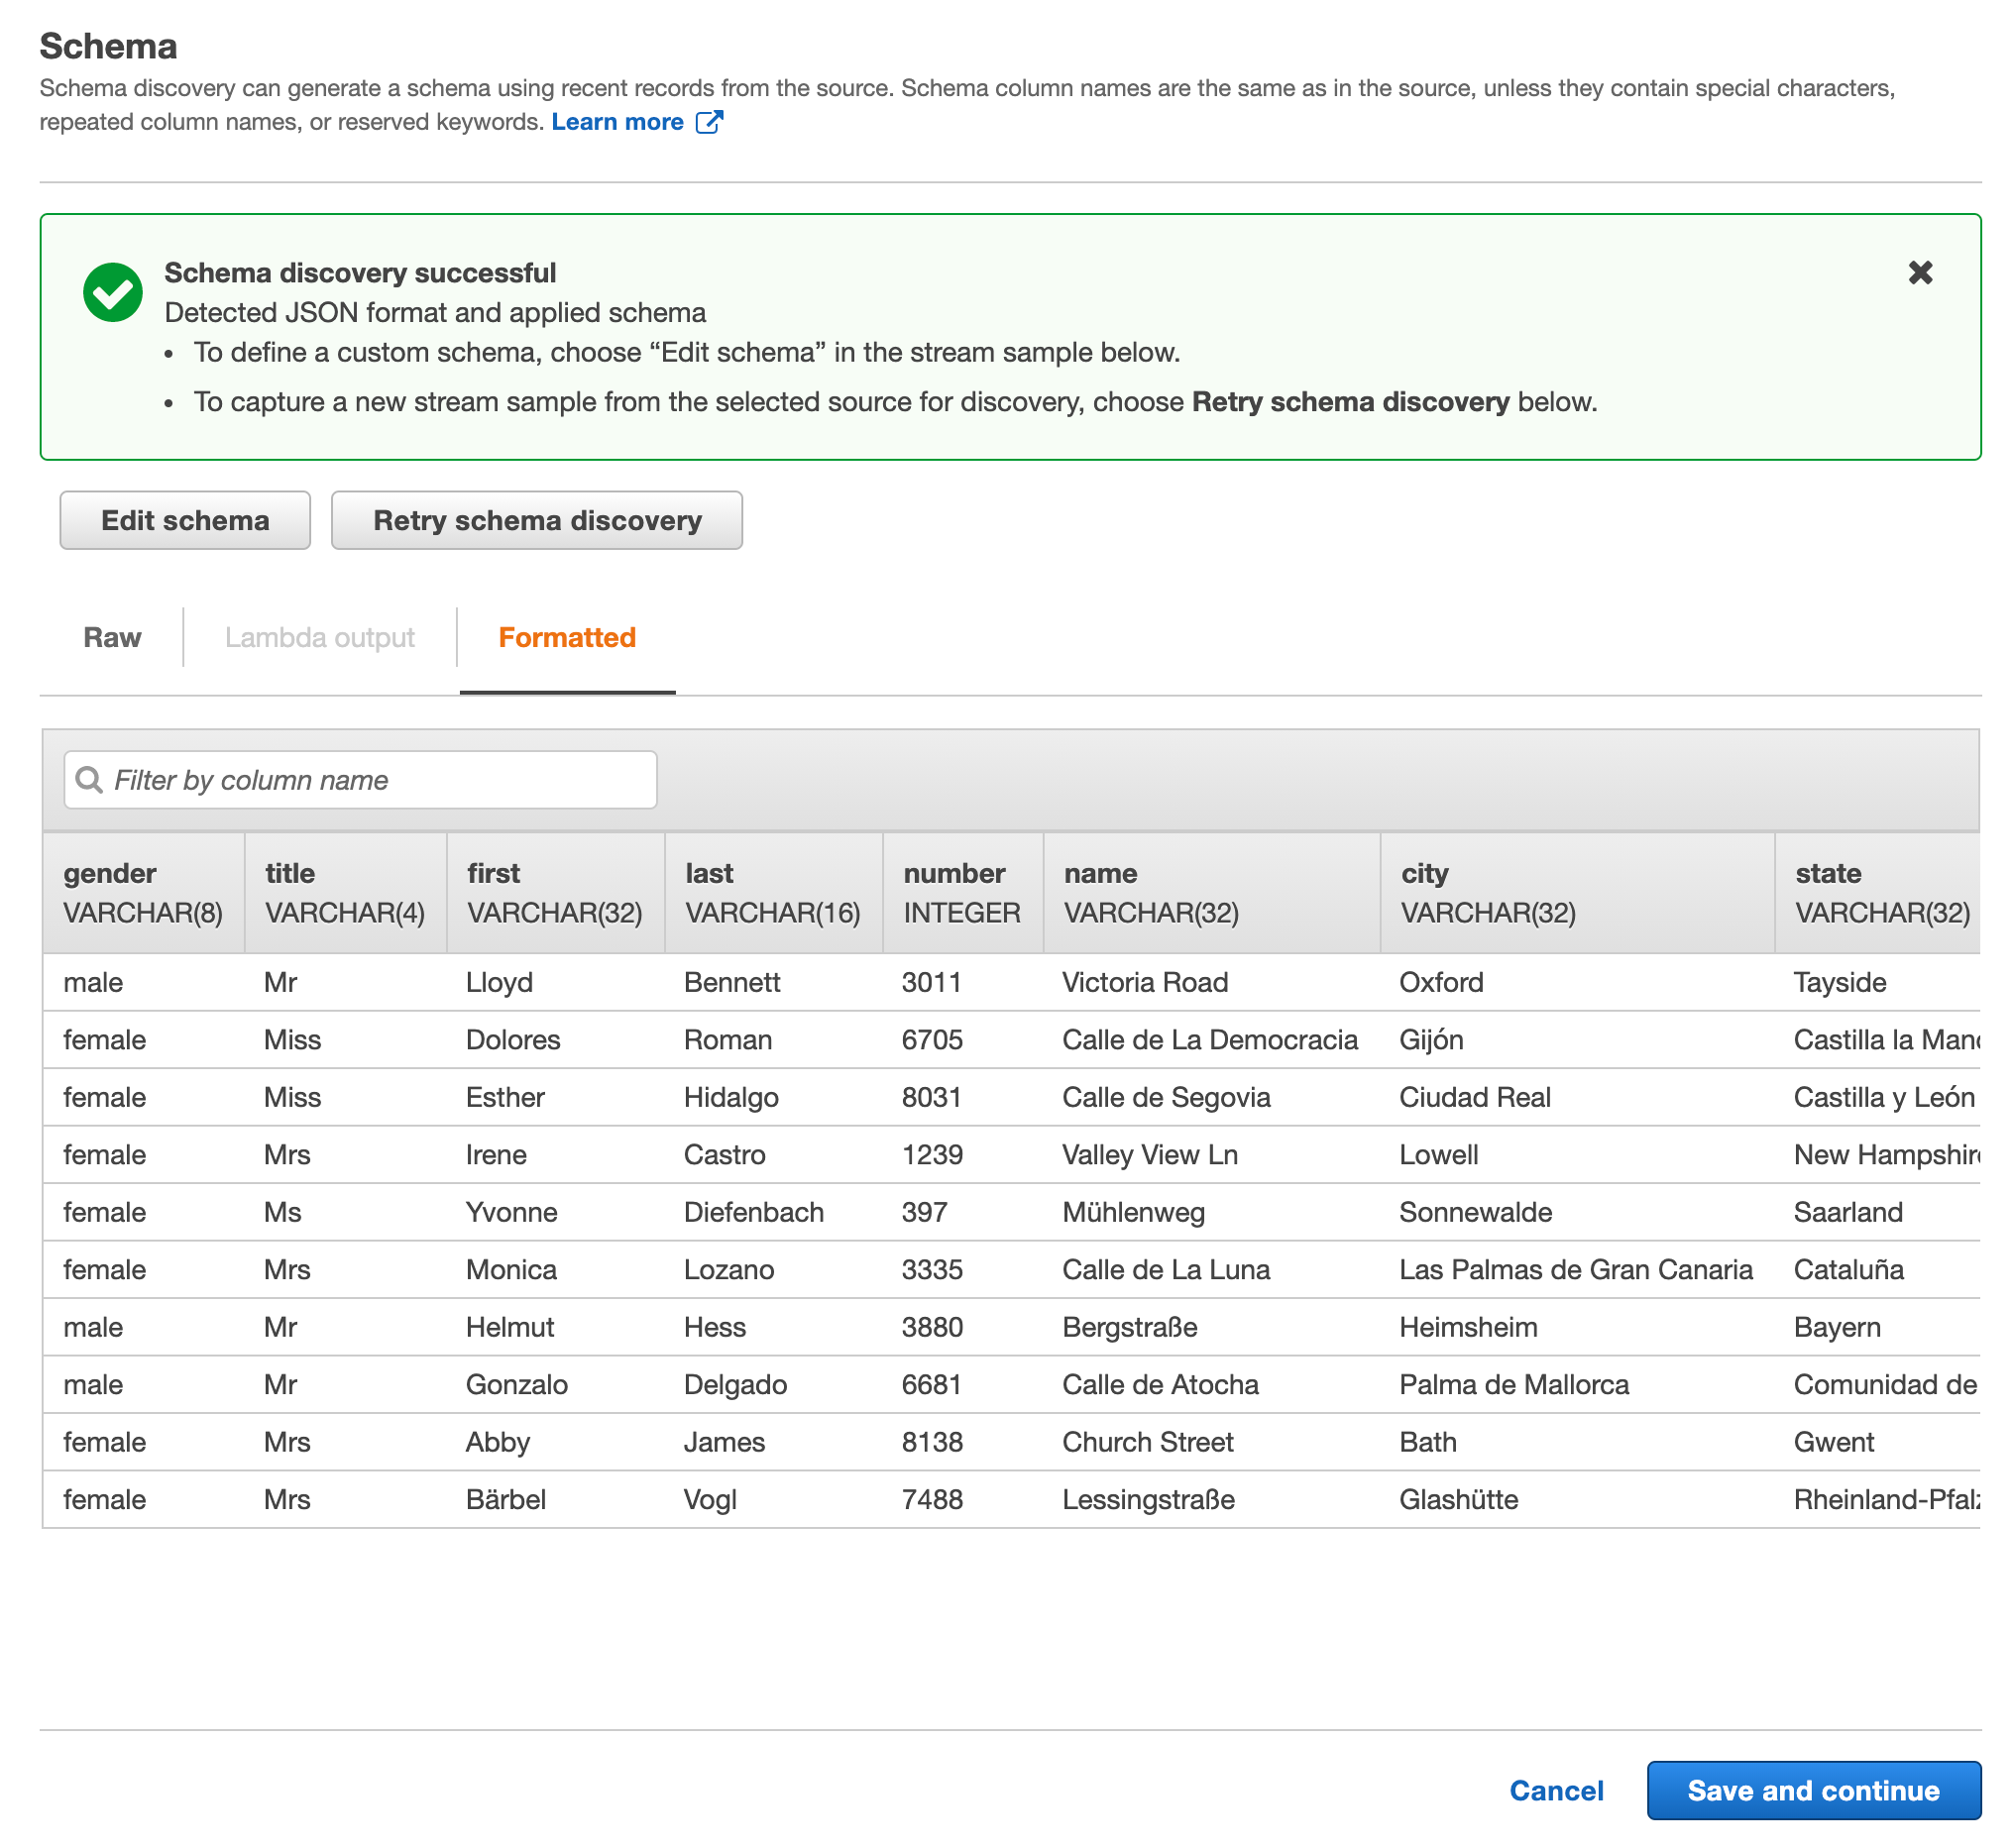 Schema
Schema discovery can generate a schema using recent records from the source. Schema column names are the same as in the source, unless they contain special characters,
repeated column names, or reserved keywords. Learn more
Schema discovery successful
Detected JSON format and applied schema
• To define a custom schema, choose “Edit schema” in the stream sample below.
• To capture a new stream sample from the selected source for discovery, choose Retry schema discovery below.
Edit schema Retry schema discovery
Raw Lambda output Formatted
Filter by column name
gender title first last number name city state
VARCHAR(8) VARCHAR(4) VARCHAR(32) VARCHAR(16) INTEGER VARCHAR(32) VARCHAR(32) VARCHAR(32)
male Mr Lloyd Bennett 3011 Victoria Road Oxford Tayside
female Miss Dolores Roman 6705 Calle de La Democracia Gijón Castilla la
female Miss Esther Hidalgo 8031 Calle de Segovia Ciudad Real Castilla y León
female Mrs Irene Castro 1239 Valley View Ln Lowell New
female Ms Yvonne Diefenbach 397 Mühlenweg Sonnewalde Saarland
female Mrs Monica Lozano 3335 Calle de La Luna Las Palmas de Gran Canaria Cataluña
male Mr Helmut Hess 3880 Bergstraße Heimsheim Bayern
male Mr Gonzalo Delgado 6681 Calle de Atocha Palma de Mallorca Comunidad de
female Mrs Abby James 8138 Church Street Bath Gwent
female Mrs Bärbel Vogl 7488 Lessingstraße Glashütte
Cancel Save and continue